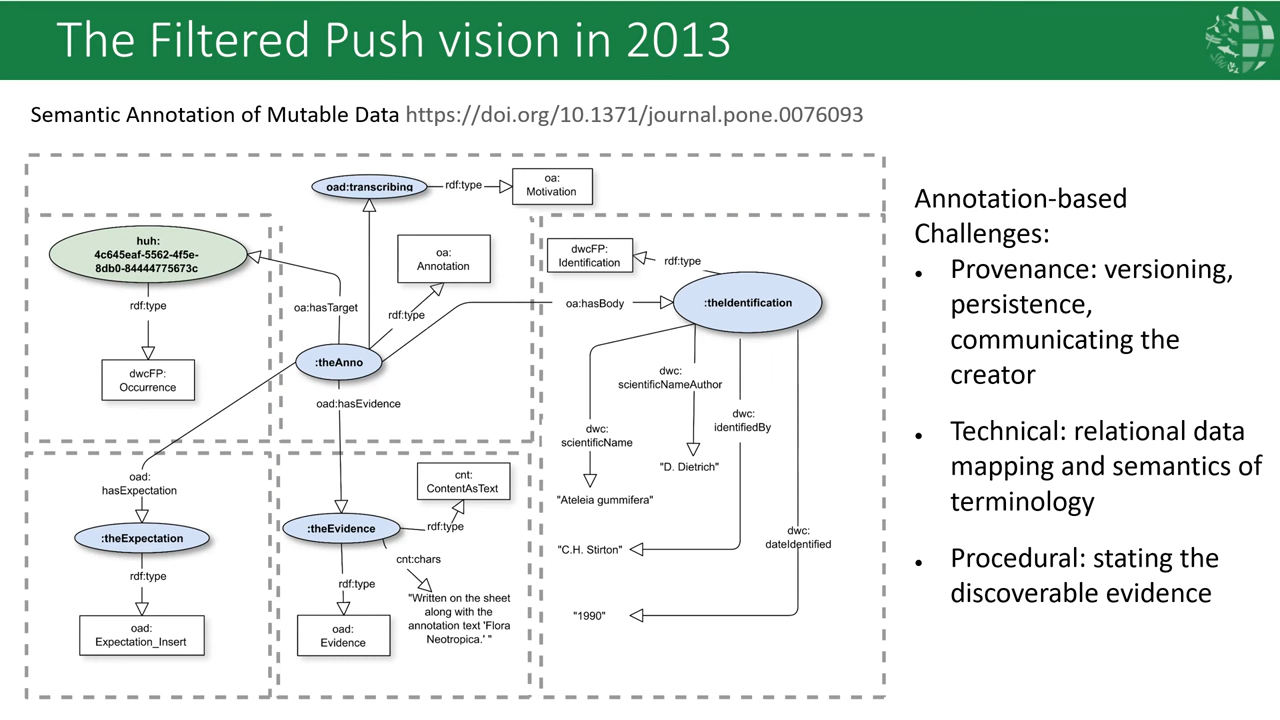 The Filtered Push vision in 2013
Semantic Annotation of Mutable Data https://doi.org/10.1371/journal.pone.0076093
oad:transcribing
rdf:type
oa:
Motivation
huh:
4c645eaf-5562-4f5e-
8db0-84444775673c
rdf:type
dwcFP:
Occurrence
oa:hasTarget
oa:
Annotation
rdf:type
:theAnno
oa:hasBody
dwcFP:
Identification
rdf:type
:theIdentification
dwc:
scientificName
"Ateleia gummifera"
dwc:
scientificNameAuthor
"D. Dietrich"
dwc:
identifiedBy
"C.H. Stirton"
dwc:
dateIdentified
"1990"
oad:
hasExpectation
:theExpectation
rdf:type
oad:
Expectation_Insert
oad:hasEvidence
:theEvidence
rdf:type
cnt:
ContentAsText
cnt:chars
"Written on the sheet
along with the
annotation text 'Flora
Neotropica.' "
rdf:type
oad:
Evidence
Annotation-based
Challenges:
• Provenance: versioning,
persistence,
communicating the
creator
• Technical: relational data
mapping and semantics of
terminology
• Procedural: stating the
discoverable evidence